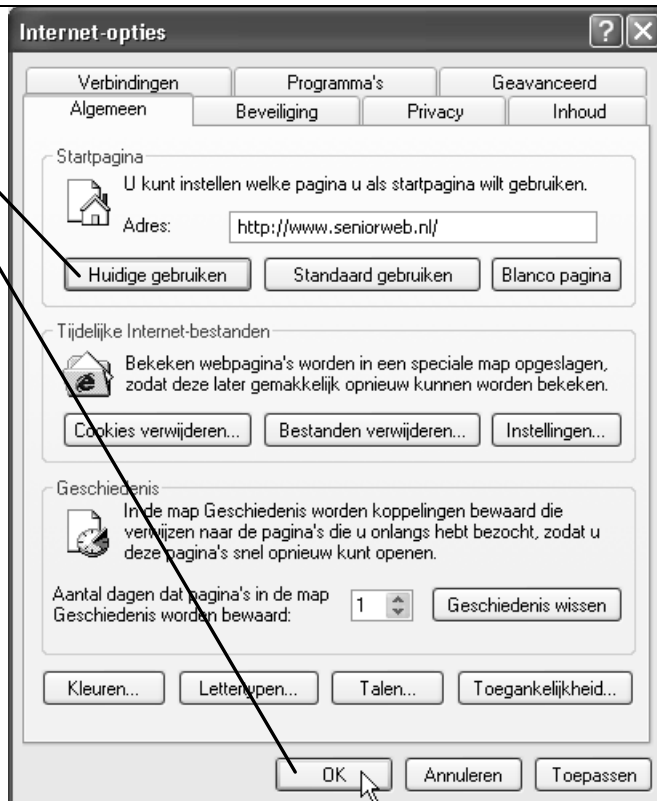 Internet-opties
Verbindingen Programma's Geavanceerd
Algemeen Beveiliging Privacy Inhoud
Startpagina
U kunt instellen welke pagina u als startpagina wilt gebruiken.
Adres: http://www.seniorweb.nl/
Huidige gebruiken Standaard gebruiken Blanco pagina
Tijdelijke Internet-bestanden
Bekeken webpagina's worden in een speciale map opgeslagen,
zodat deze later gemakkelijk opnieuw kunnen worden bekeken.
Cookies verwijderen... Bestanden verwijderen... Instellingen...
Geschiedenis
In de map Geschiedenis worden koppelingen bewaard die
verwijzen naar de pagina's die u onlangs hebt bezocht, zodat u
deze pagina's snel opnieuw kunt openen.
Aantal dagen dat pagina's in de map
Geschiedenis worden bewaard: 1 Geschiedenis wissen
Kleuren... Lettertypen... Talen... Toegankelijkheid...
OK Annuleren Toepassen